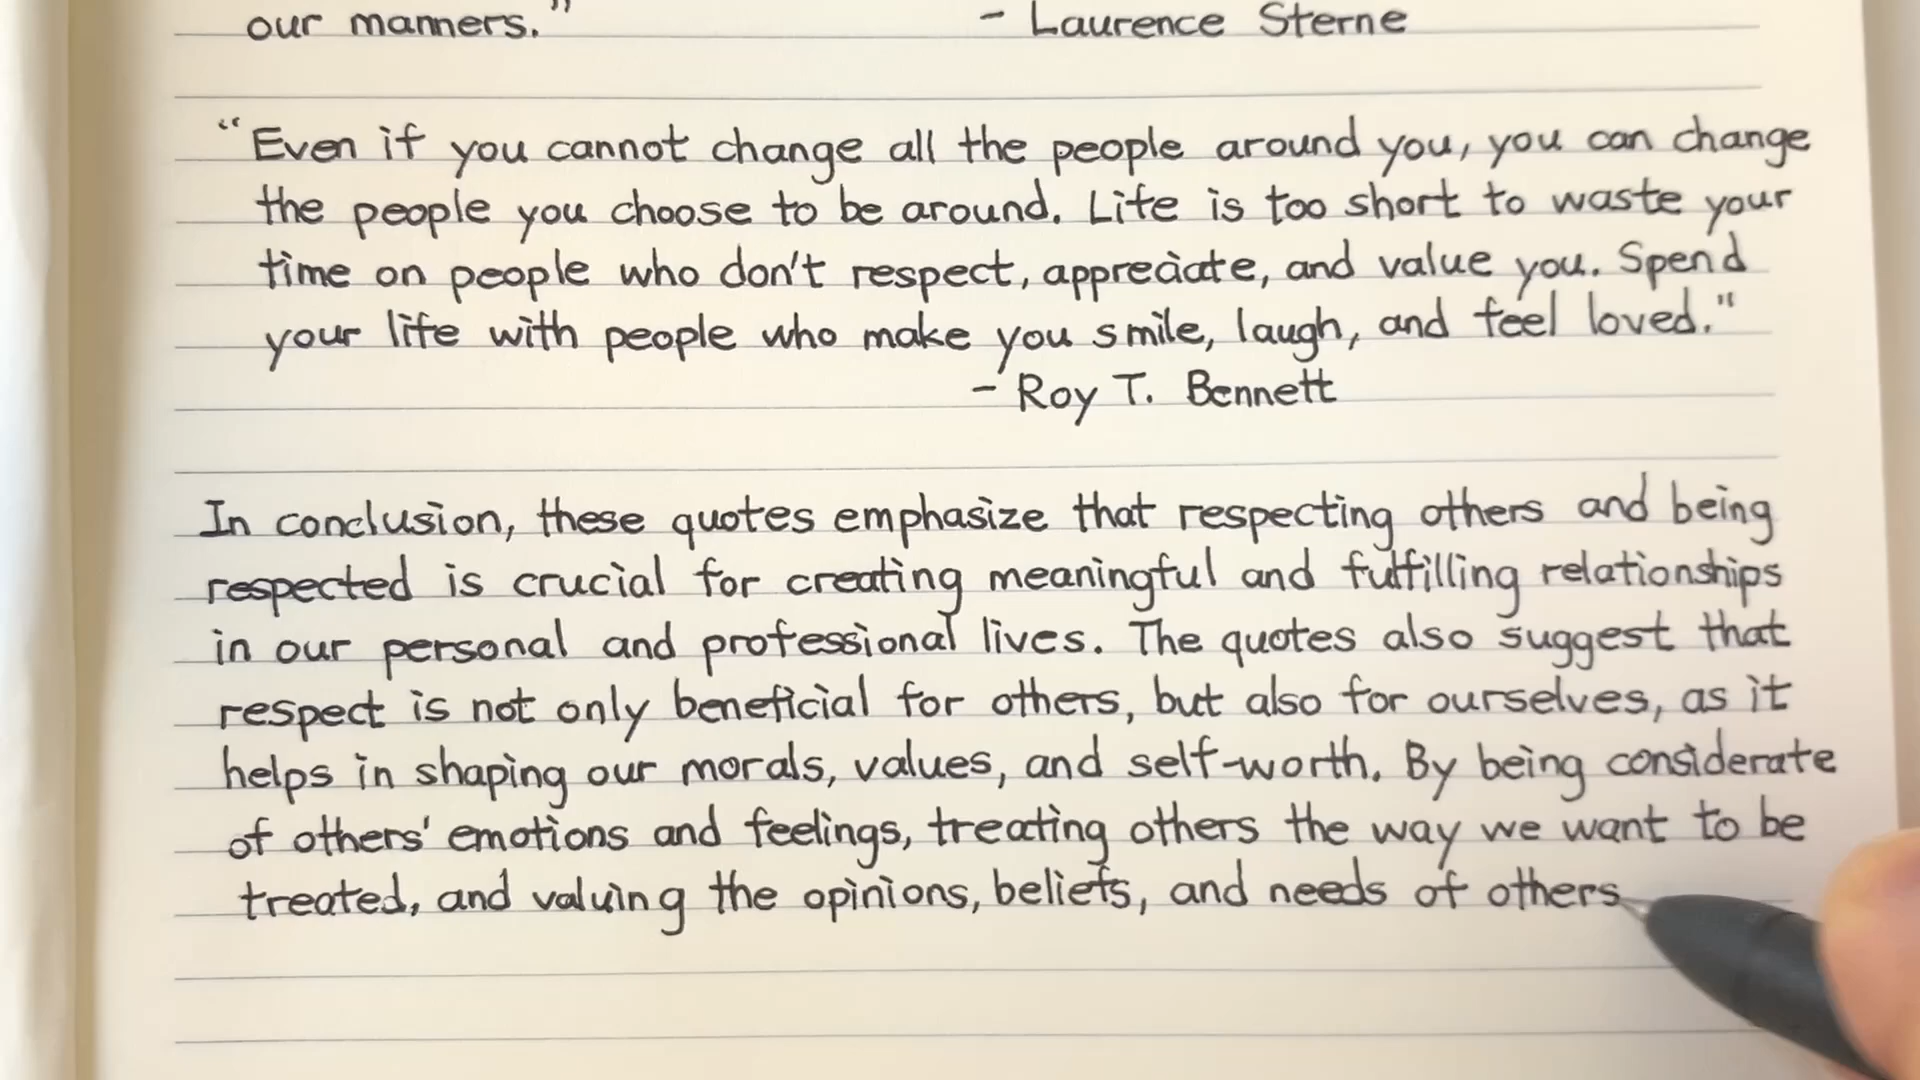 our manners." - Laurence Sterne
"Even if you cannot change all the people around you, you can change
the people you choose to be around. Life is too short to waste your
time on people who don't respect, appreciate, and value you. Spend
your life with people who make you smile, laugh, and feel loved."
- Roy T. Bennett
In conclusion, these quotes emphasize that respecting others and being
respected is crucial for creating meaningful and fulfilling relationships
in our personal and professional lives. The quotes also suggest that
respect is not only beneficial for others, but also for ourselves, as it
helps in shaping our morals, values, and self-worth. By being considerate
of others' emotions and feelings, treating others the way we want to be
treated, and valuing the opinions, beliefs, and needs of others